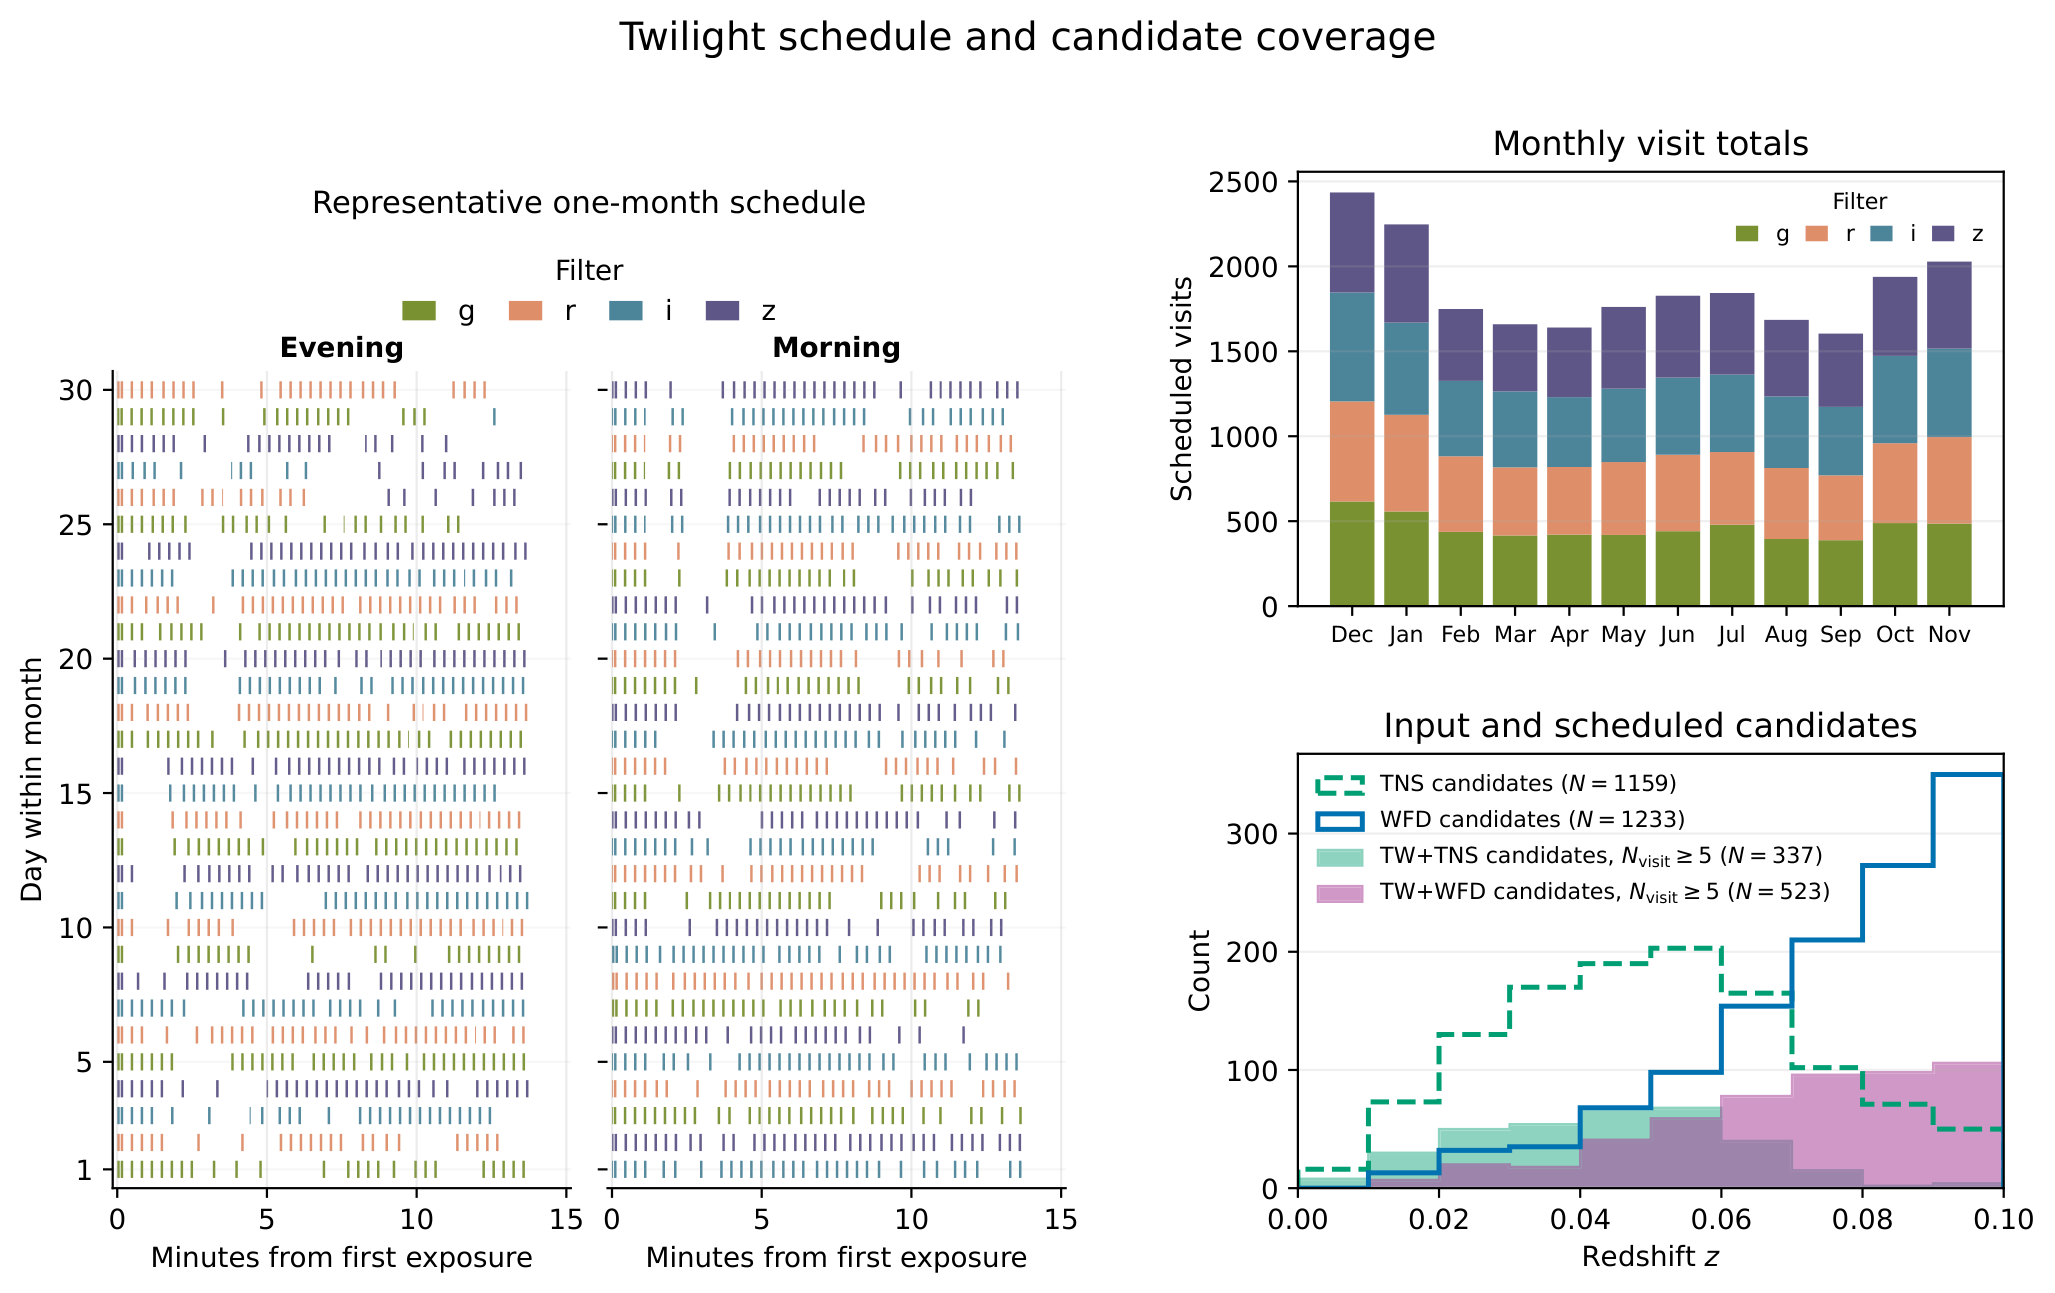 Twilight schedule and candidate coverage
Representative one-month schedule
Filter
g r i z
Evening
Morning
Day within month
30
25
20
15
10
5
1
0 5 10 15
0 5 10 15
Minutes from first exposure
Minutes from first exposure
Monthly visit totals
Scheduled visits
2500
2000
1500
1000
500
0
Filter
g r i z
Dec Jan Feb Mar Apr May Jun Jul Aug Sep Oct Nov
Input and scheduled candidates
Count
300
200
100
0
TNS candidates (N = 1159)
WFD candidates (N = 1233)
TW+TNS candidates, Nvisit ≥ 5 (N = 337)
TW+WFD candidates, Nvisit ≥ 5 (N = 523)
0.00 0.02 0.04 0.06 0.08 0.10
Redshift z